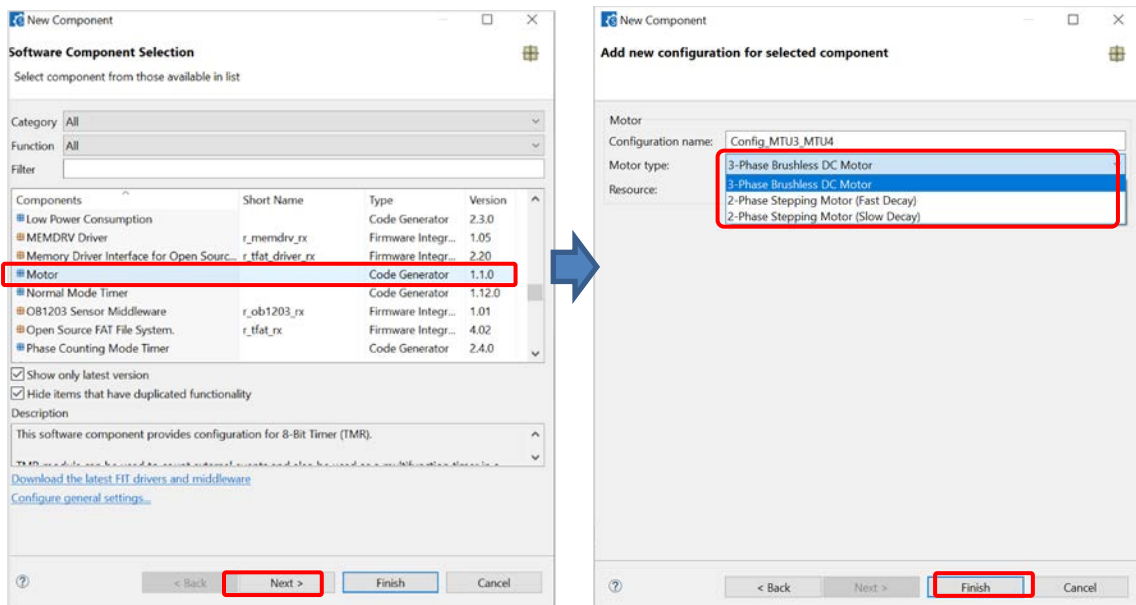 New Component
Software Component Selection
Select component from those available in list
Category All
Function All
Filter
Components Short Name Type Version
Low Power Consumption Code Generator 2.3.0
MEMDRV Driver r_memdrv_rx Firmware Integr... 1.05
Memory Driver Interface for Open Sourc... r_tfat_driver_rx Firmware Integr... 2.20
Motor Code Generator 1.1.0
Normal Mode Timer Code Generator 1.12.0
OB1203 Sensor Middleware r_ob1203_rx Firmware Integr... 1.01
Open Source FAT File System. r_tfat_rx Firmware Integr... 4.02
Phase Counting Mode Timer Code Generator 2.4.0
Show only latest version
Hide items that have duplicated functionality
Description
This software component provides configuration for 8-Bit Timer (TMR).
Download the latest FIT drivers and middleware
Configure general settings...
< Back Next > Finish Cancel
New Component
Add new configuration for selected component
Motor
Configuration name: Config_MTU3_MTU4
Motor type: 3-Phase Brushless DC Motor
Resource:
3-Phase Brushless DC Motor
2-Phase Stepping Motor (Fast Decay)
2-Phase Stepping Motor (Slow Decay)
< Back Next > Finish Cancel